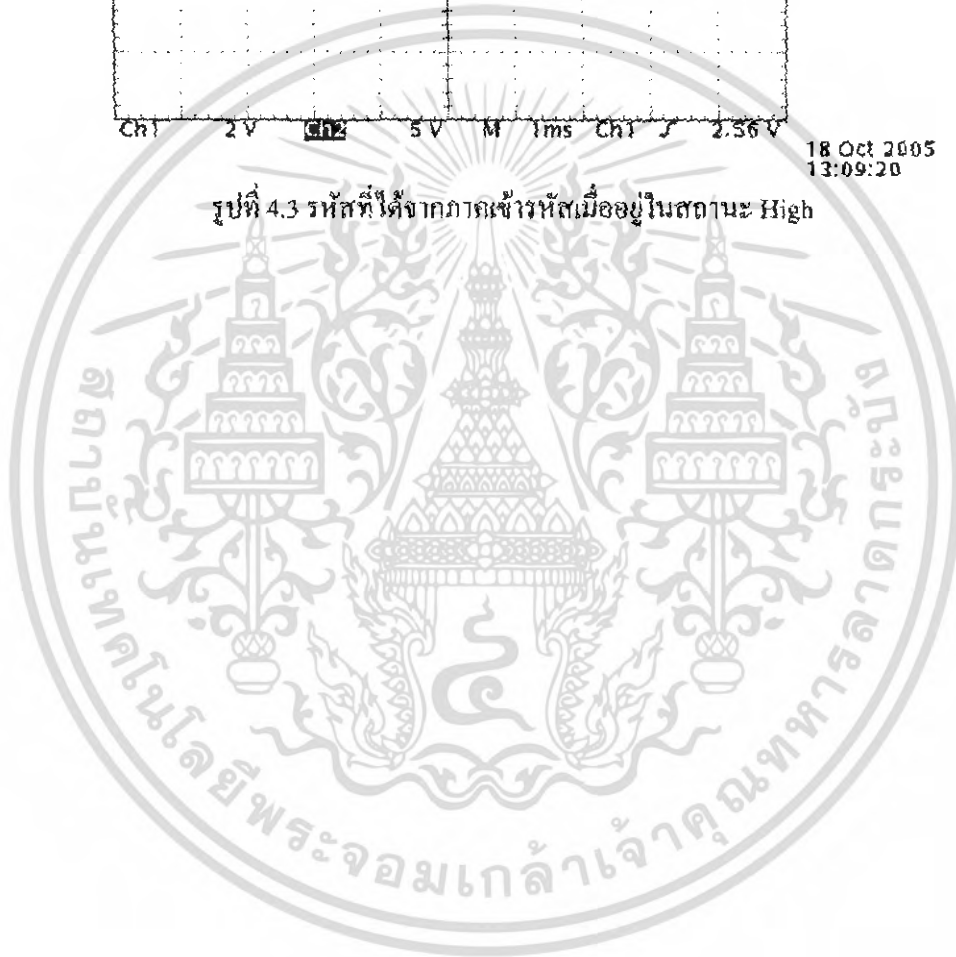 Ch1 2 V Ch2 5 V M 1ms Ch1 ∫ 2.56 V
18 Oct 2005
13:09:20
รูปที่ 4.3 รหัสที่ได้จากภาคเข้ารหัสเมื่ออยู่ในสถานะ High
สถาบันเทคโนโลยีพระจอมเกล้าเจ้าคุณทหารลาดกระบัง